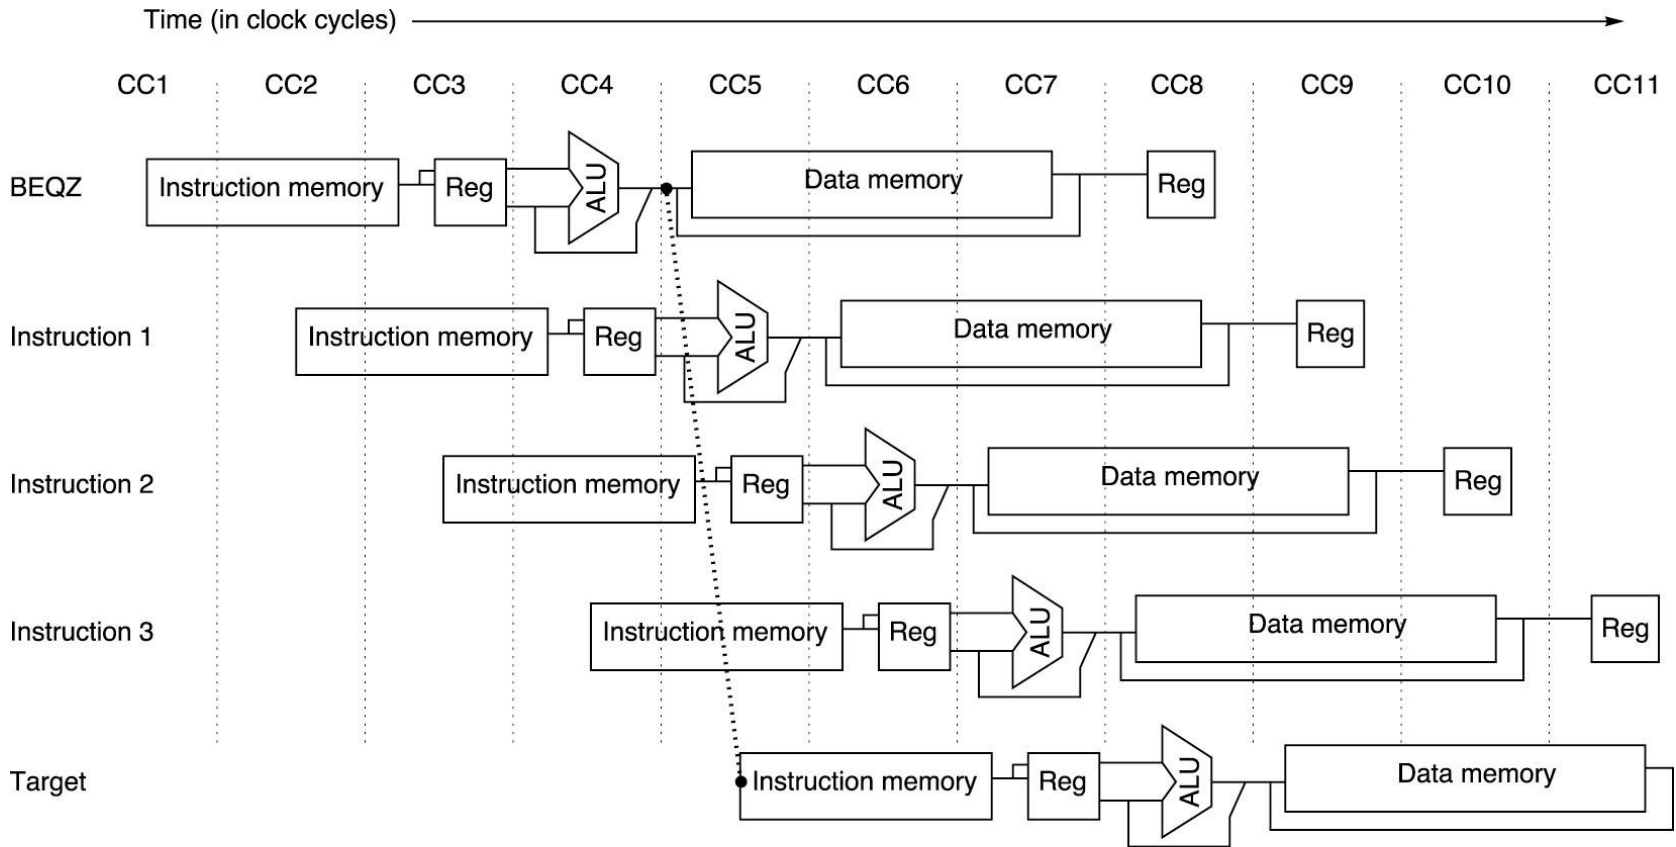 Time (in clock cycles)
CC1 CC2 CC3 CC4 CC5 CC6 CC7 CC8 CC9 CC10 CC11
BEQZ Instruction memory Reg ALU Data memory Reg
Instruction 1 Instruction memory Reg ALU Data memory Reg
Instruction 2 Instruction memory Reg ALU Data memory Reg
Instruction 3 Instruction memory Reg ALU Data memory Reg
Target Instruction memory Reg ALU Data memory